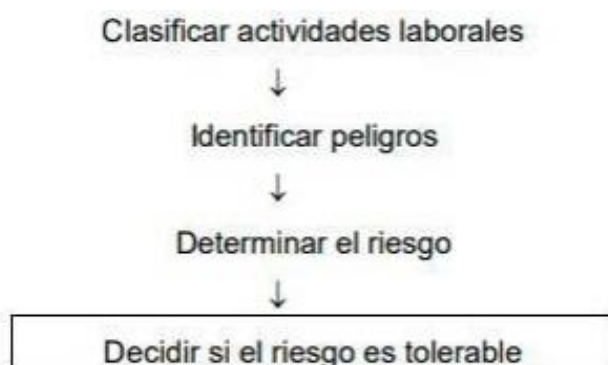 Clasificar actividades laborales
↓
Identificar peligros
↓
Determinar el riesgo
↓
Decidir si el riesgo es tolerable